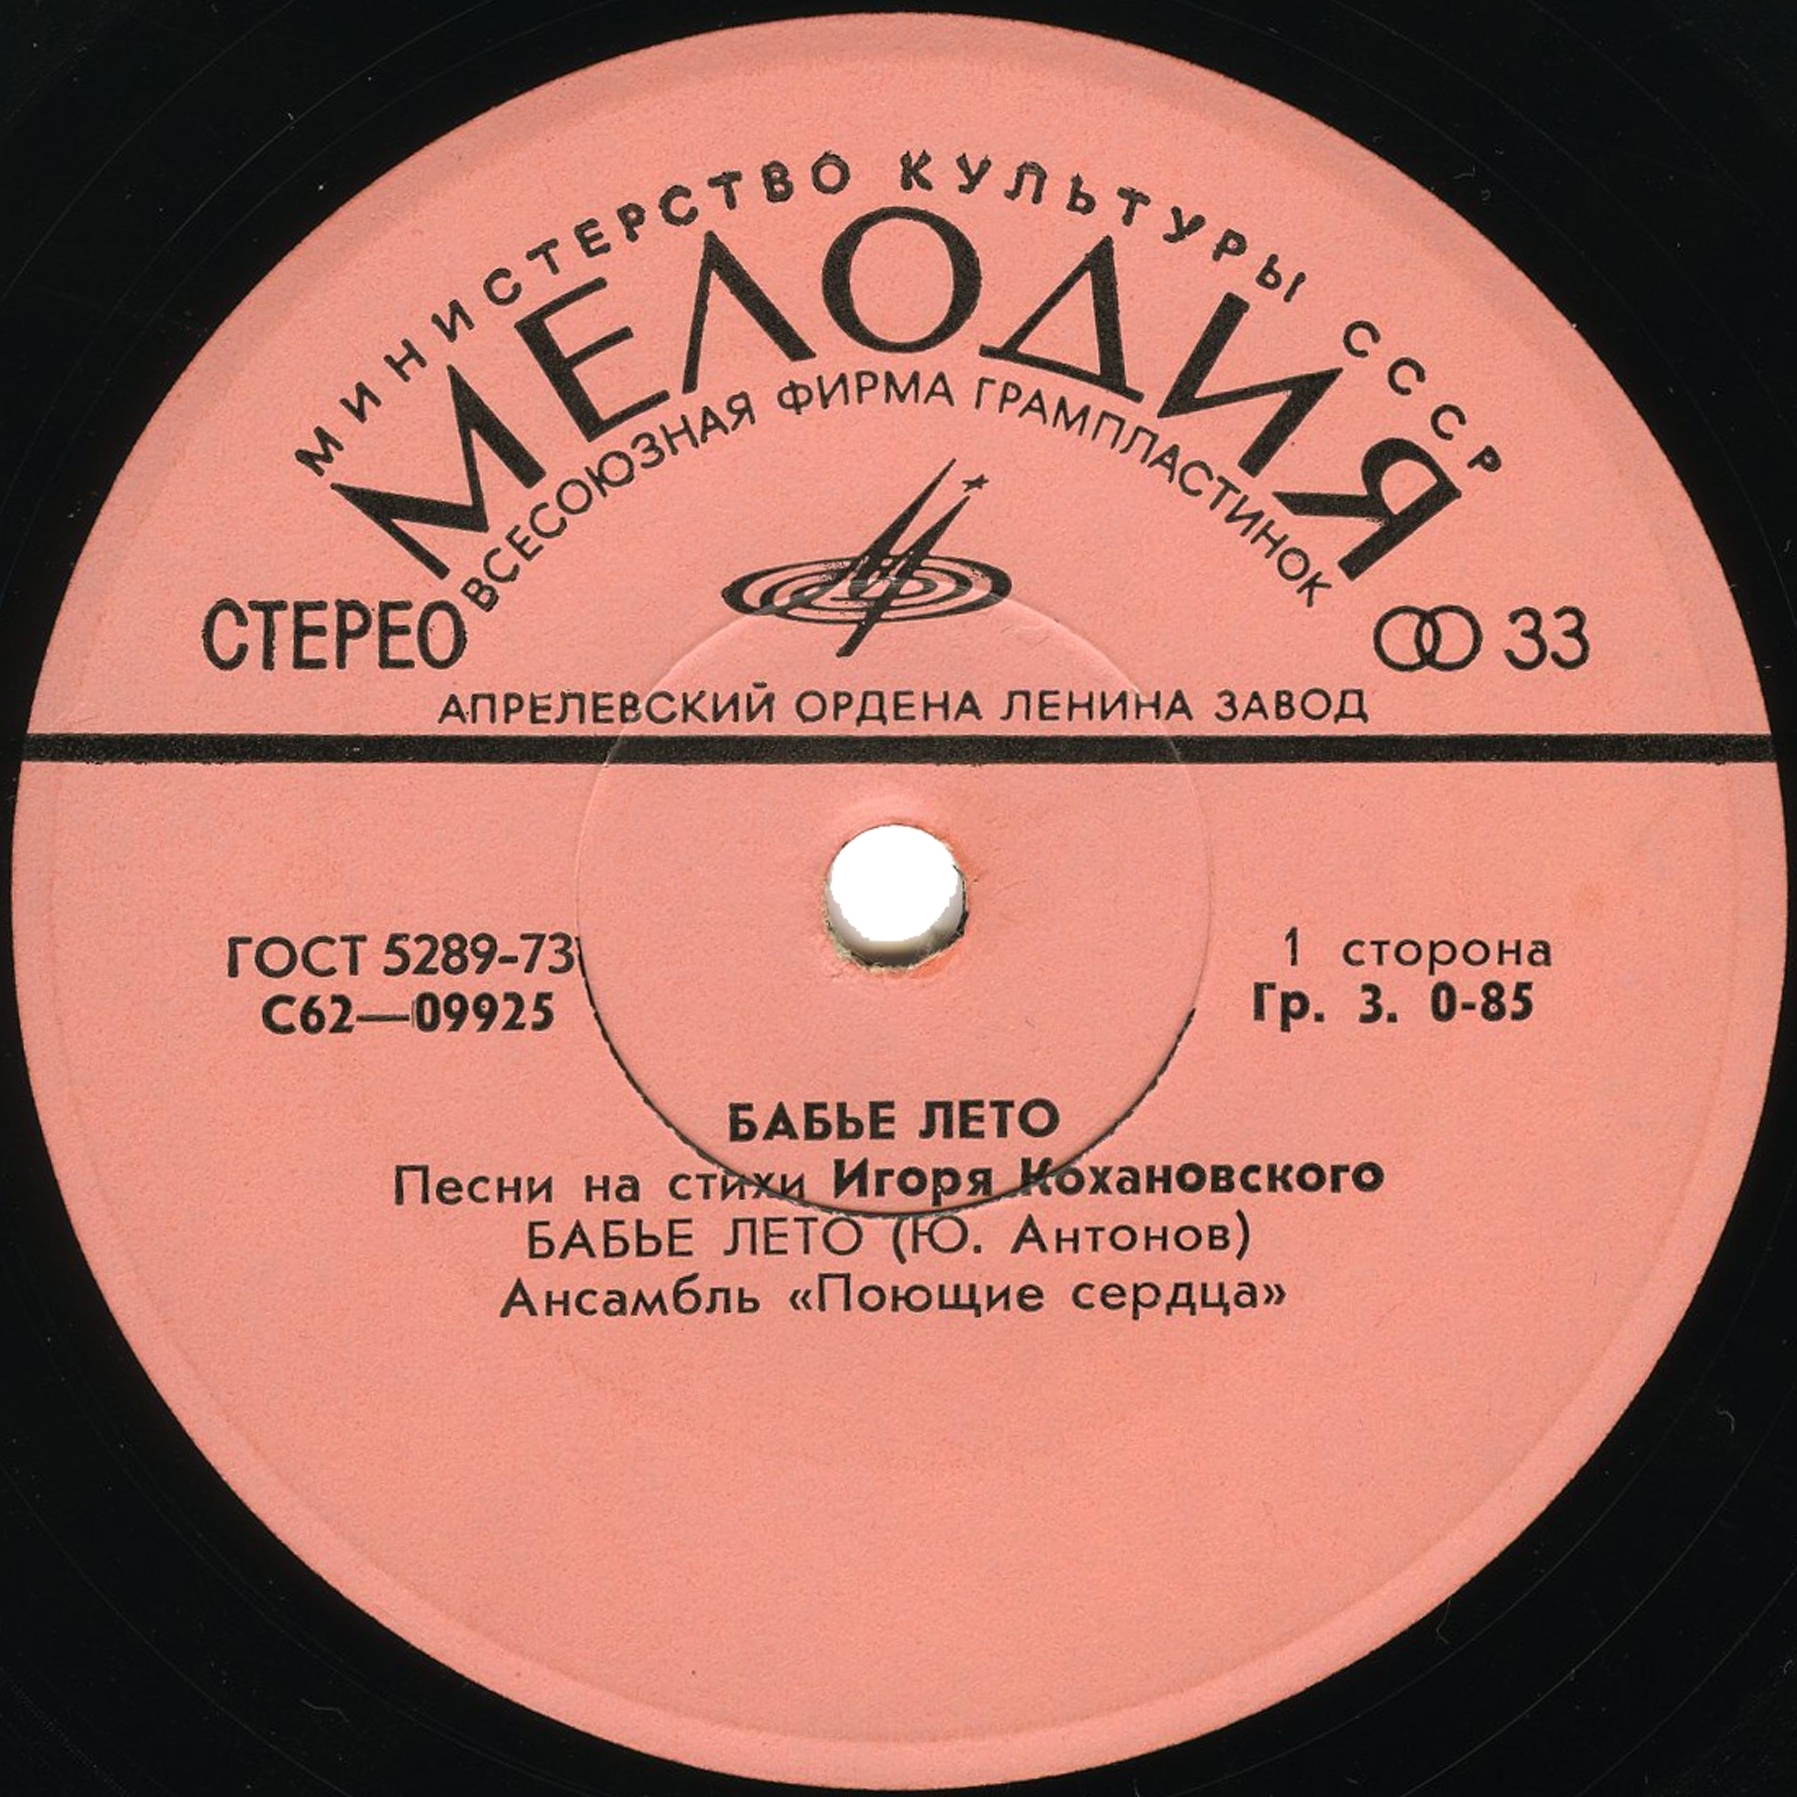 МИНИСТЕРСТВО КУЛЬТУРЫ СССР
МЕЛОДИЯ
ВСЕСОЮЗНАЯ ФИРМА ГРАМПЛАСТИНОК
СТЕРЕО
33
АПРЕЛЕВСКИЙ ОРДЕНА ЛЕНИНА ЗАВОД
ГОСТ 5289-73
1 сторона
С62—09925
Гр. 3. 0-85
БАБЬЕ ЛЕТО
Песни на стихи Игоря Кохановского
БАБЬЕ ЛЕТО (Ю. Антонов)
Ансамбль «Поющие сердца»